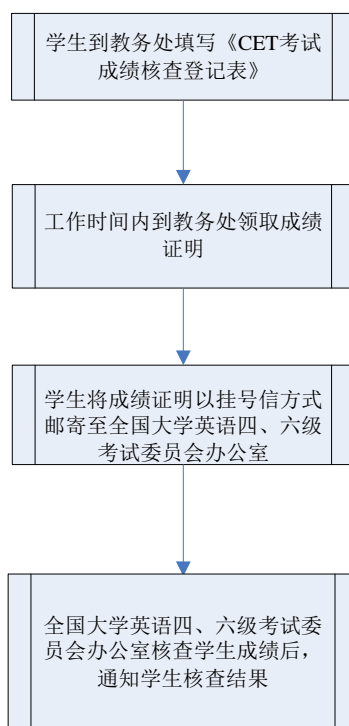 学生到教务处填写《CET考试
成绩核查登记表》
工作时间内到教务处领取成绩
证明
学生将成绩证明以挂号信方式
邮寄至全国大学英语四、六级
考试委员会办公室
全国大学英语四、六级考试委
员会办公室核查学生成绩后，
通知学生核查结果